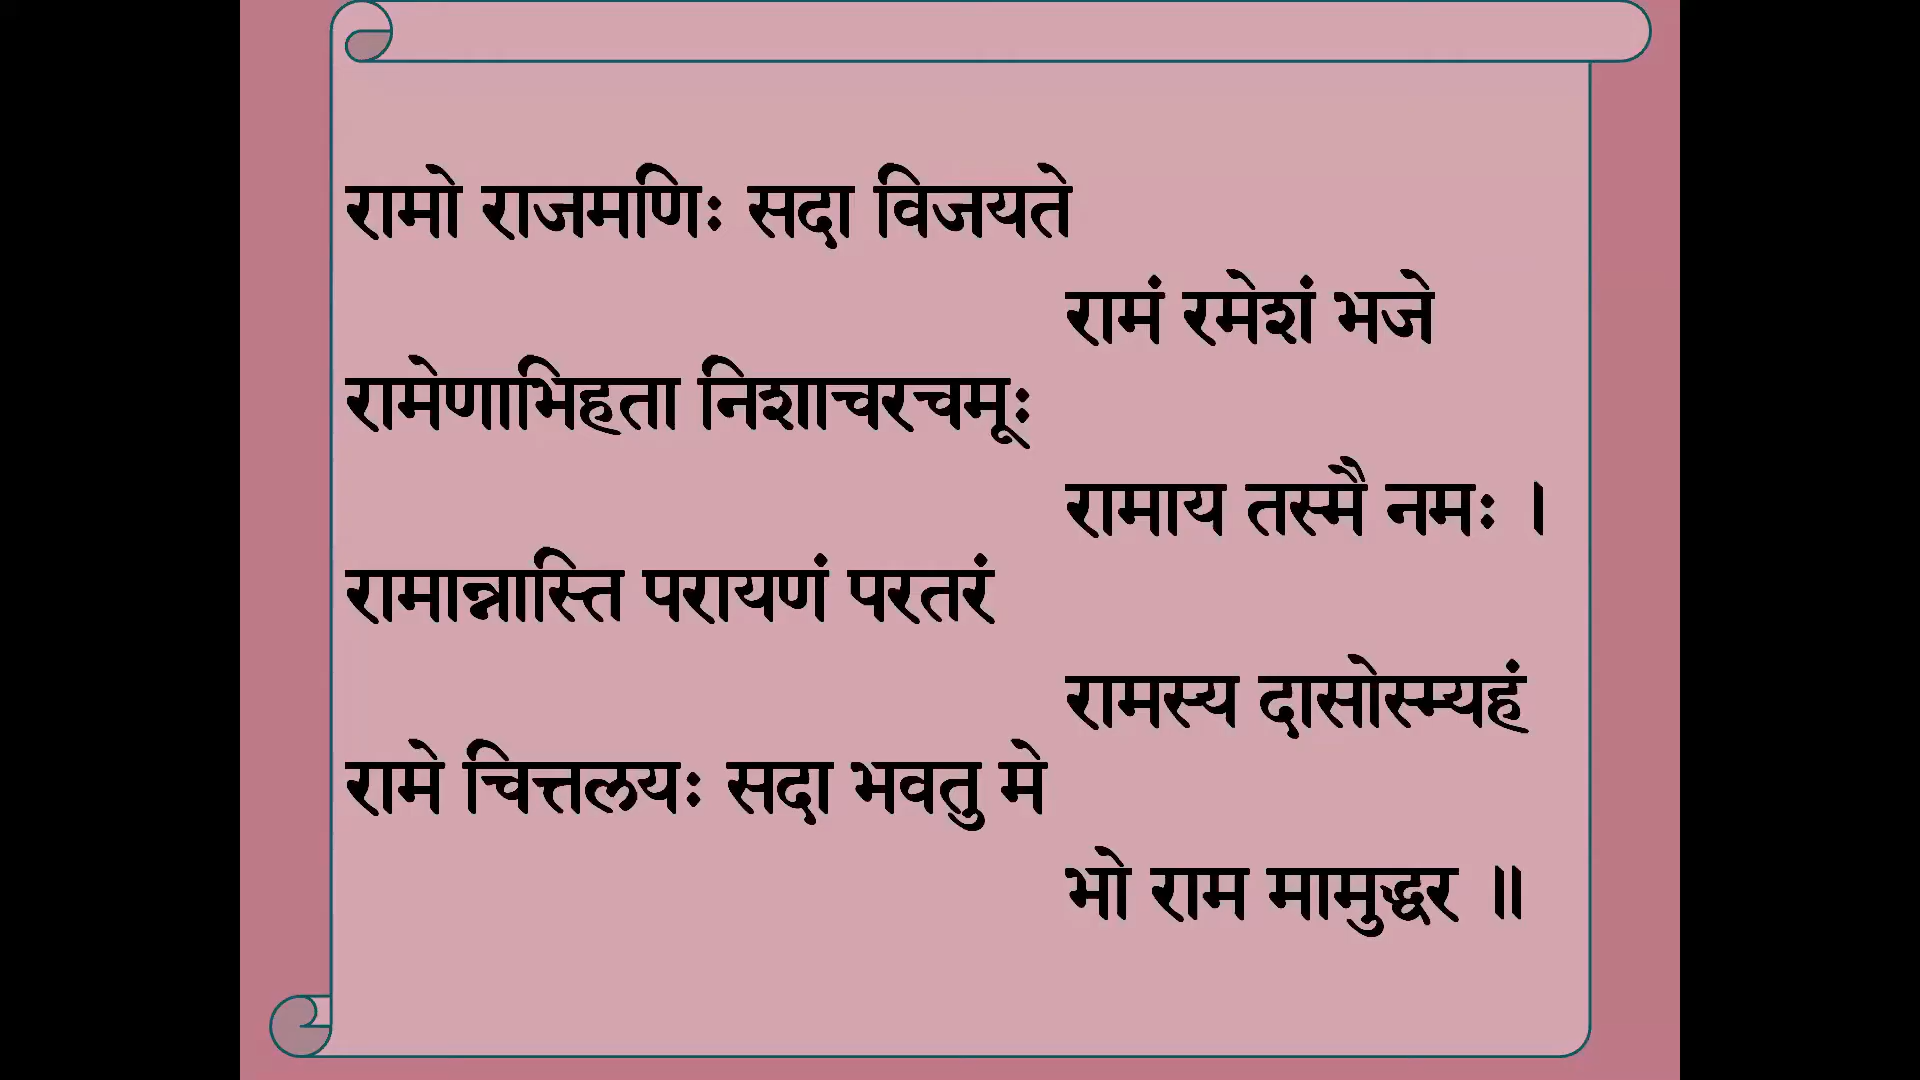 रामो राजमणिः सदा विजयते
रामं रमेशं भजे
रामेणाभिहता निशाचरचमूः
रामाय तस्मै नमः ।
रामान्नास्ति परायणं परतरं
रामस्य दासोस्म्यहं
रामे चित्तलयः सदा भवतु मे
भो राम मामुद्धर ॥